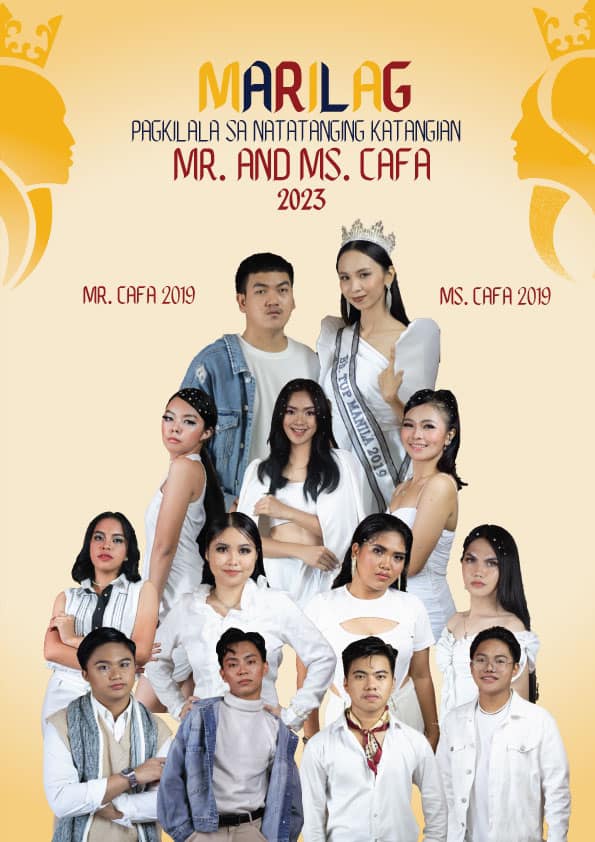 MARILAG
PAGKILALA SA NATATANGING KATANGIAN
MR. AND MS. CAFA
2023
MR. CAFA 2019
MS. CAFA 2019
Bb. TUP MANILA 2019